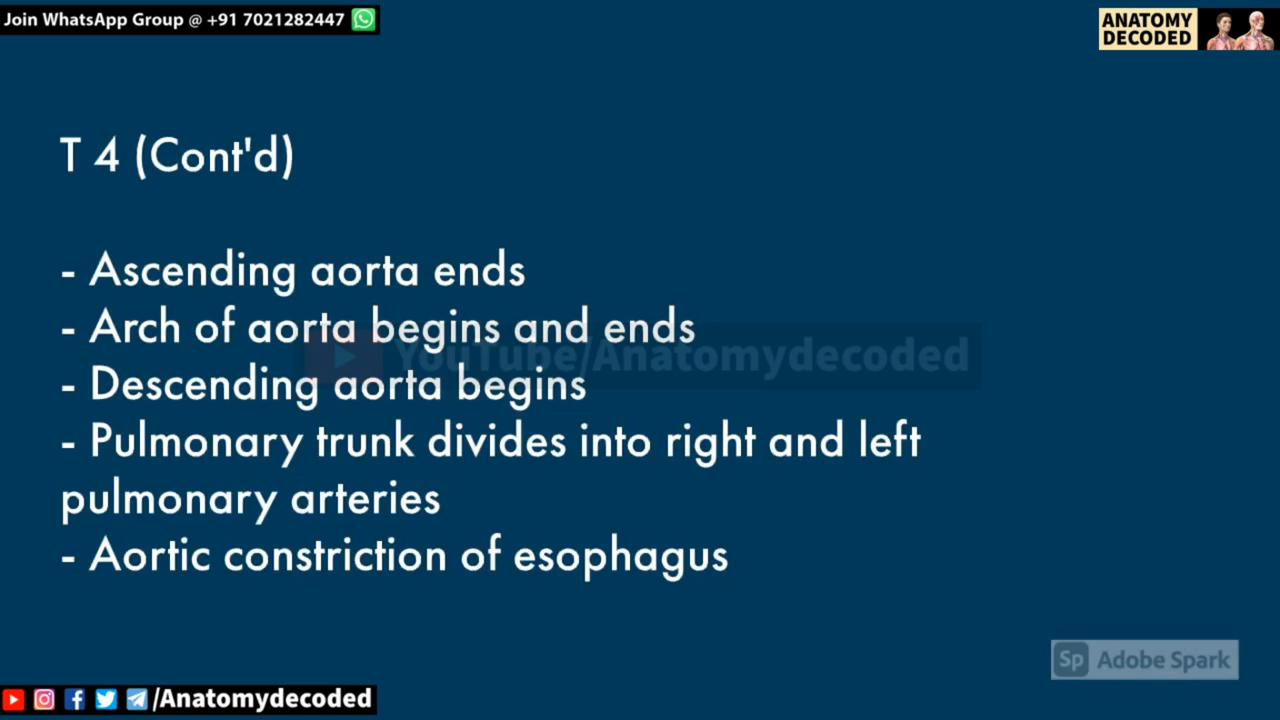 Join WhatsApp Group @ +91 7021282447
ANATOMY
DECODED
T 4 (Cont'd)
- Ascending aorta ends
- Arch of aorta begins and ends
YouTube/Anatomydecoded
- Descending aorta begins
- Pulmonary trunk divides into right and left
pulmonary arteries
- Aortic constriction of esophagus
Sp Adobe Spark
/Anatomydecoded